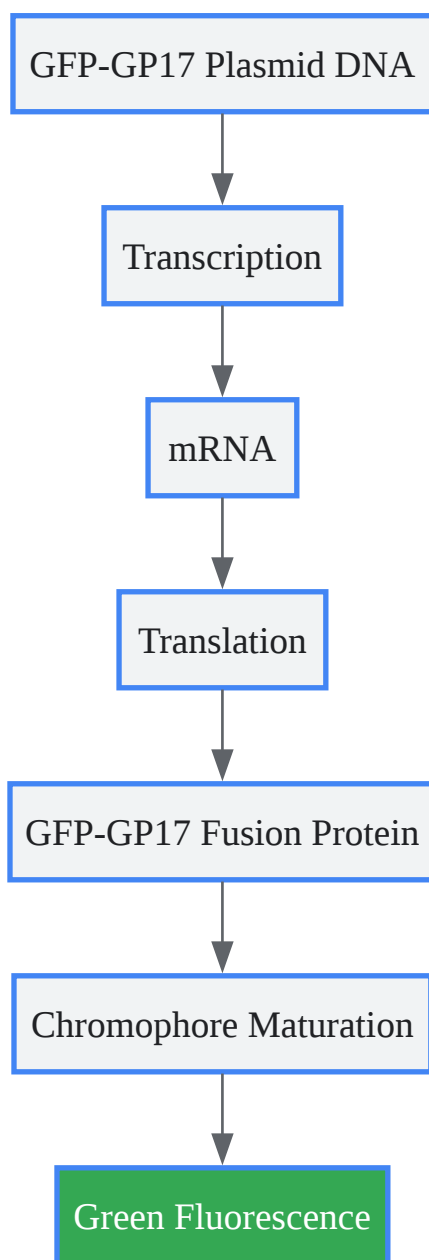 GFP-GP17 Plasmid DNA
Transcription
mRNA
Translation
GFP-GP17 Fusion Protein
Chromophore Maturation
Green Fluorescence